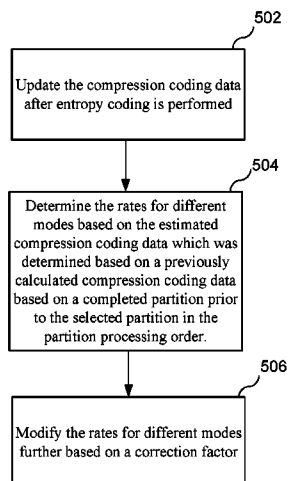 502
Update the compression coding data
after entropy coding is performed
504
Determine the rates for different
modes based on the estimated
compression coding data which was
determined based on a previously
calculated compression coding data
based on a completed partition prior
to the selected partition in the
partition processing order.
506
Modify the rates for different modes
further based on a correction factor